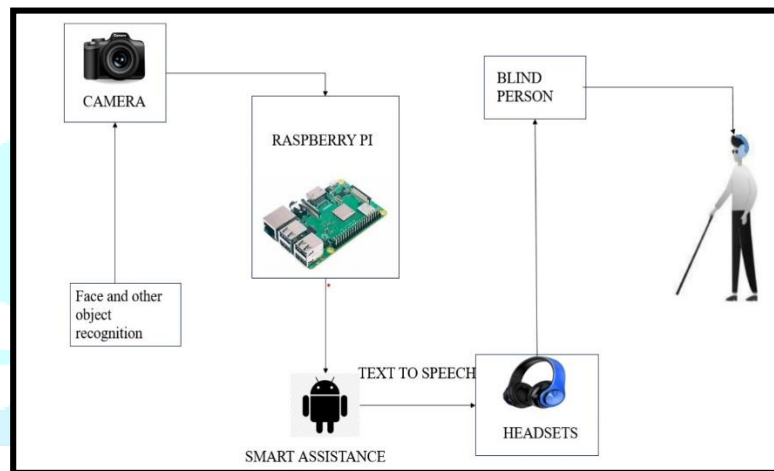 CAMERA
RASPBERRY PI
BLIND
PERSON
Face and other
object
recognition
TEXT TO SPEECH
SMART ASSISTANCE
HEADSETS